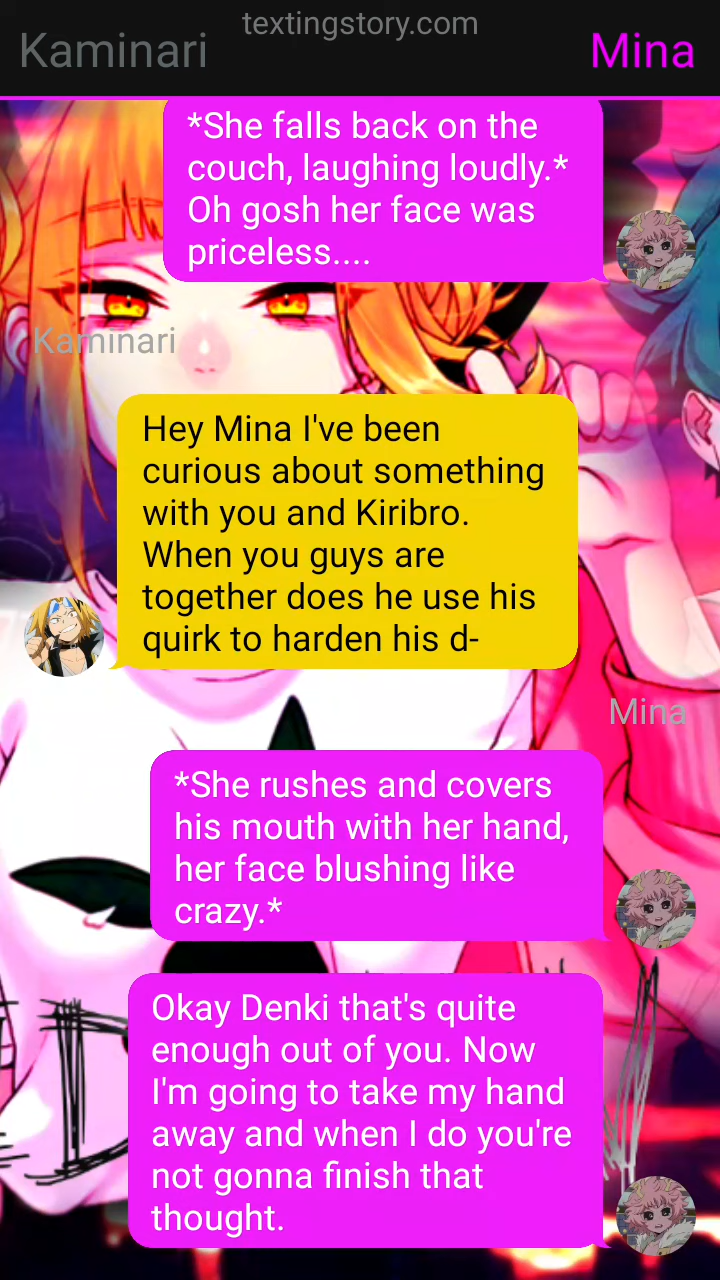 textingstory.com
Kaminari
Mina
*She falls back on the
couch, laughing loudly.*
Oh gosh her face was
priceless....
Kaminari
Hey Mina I've been
curious about something
with you and Kiribro.
When you guys are
together does he use his
quirk to harden his d-
Mina
*She rushes and covers
his mouth with her hand,
her face blushing like
crazy.*
Okay Denki that's quite
enough out of you. Now
I'm going to take my hand
away and when I do you're
not gonna finish that
thought.